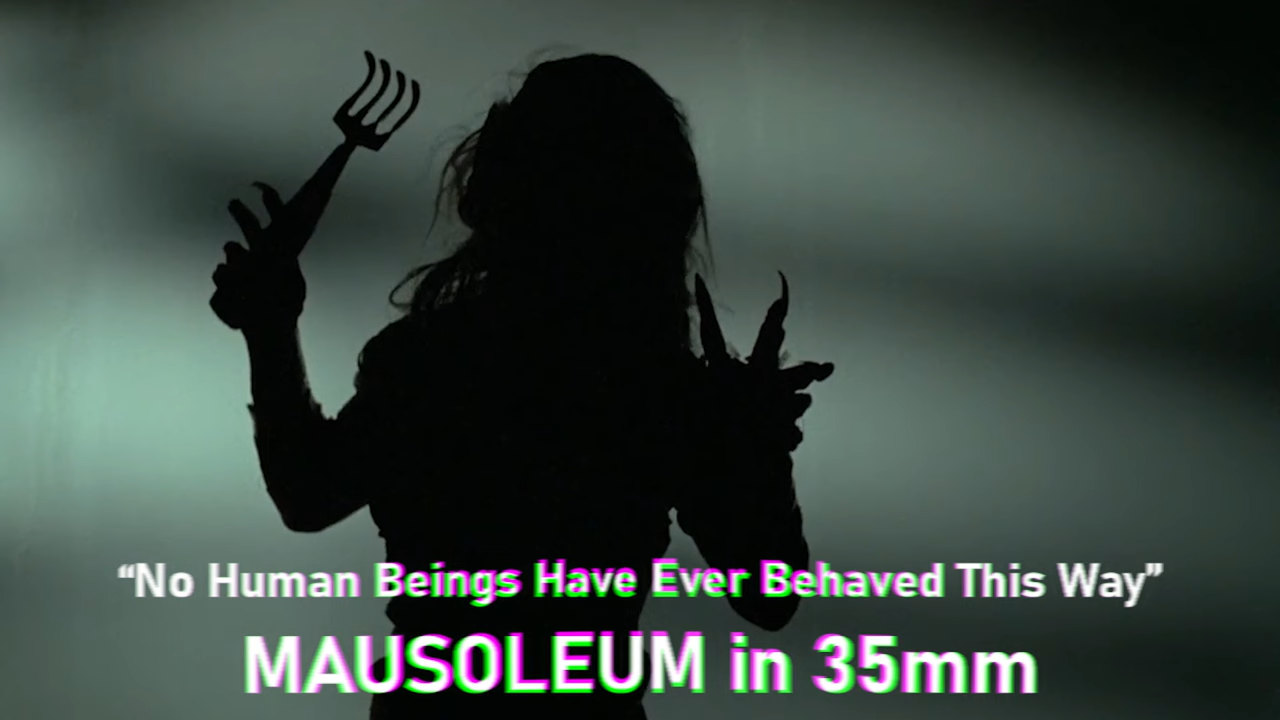 “No Human Beings Have Ever Behaved This Way”
MAUSOLEUM in 35mm